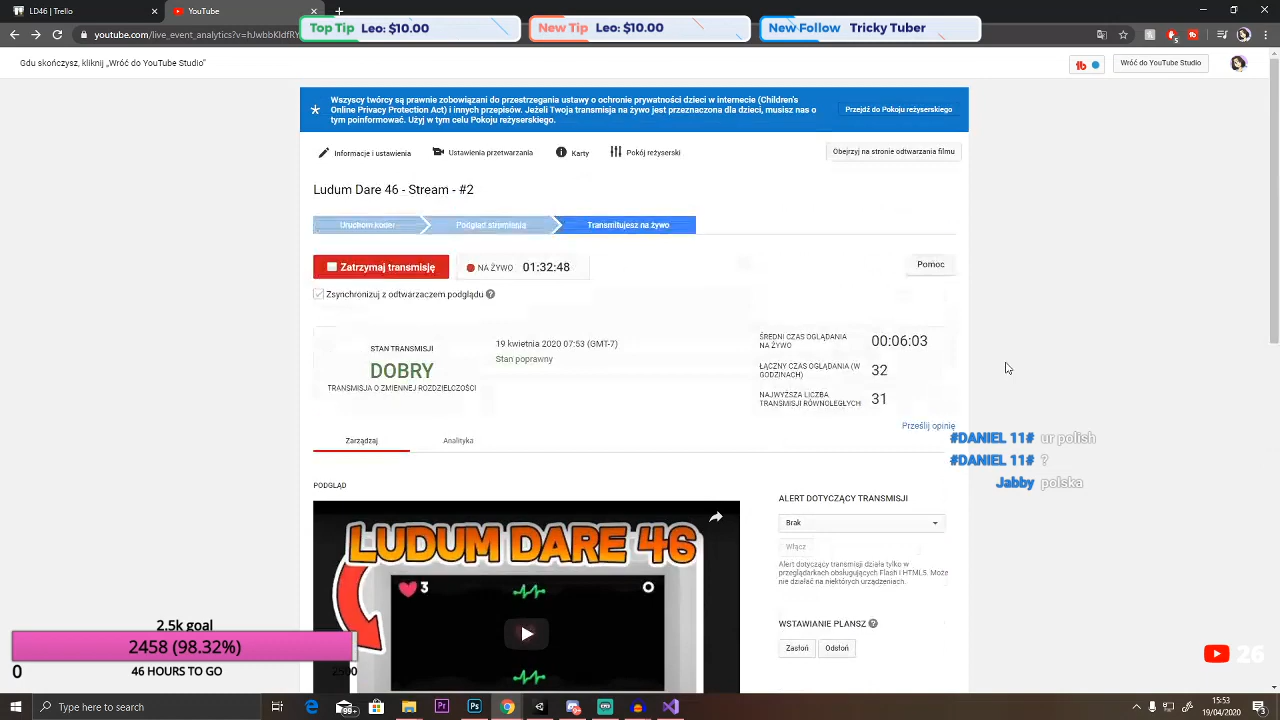 LD46 | T
YouTube
Top Tip Leo: $10.00
New Tip Leo: $10.00
New Follow Tricky Tuber
Gdu skończysz, kliknij „Wróć do YouTube Studio"
Wróć do YouTube Studio
Wszyscy twórcy są prawnie zobowiązani do przestrzegania ustawy o ochronie prywatności dzieci w internecie (Children's
Online Privacy Protection Act) i innych przepisów. Jeżeli Twoja transmisja na żywo jest przeznaczona dla dzieci, musisz nas o
tym poinformować. Użyj w tym celu Pokoju reżyserskiego.
Przejdź do Pokoju reżyserskiego
Informacje i ustawienia
Ustawienia przetwarzania
Karty
Pokój reżyserski
Obejrzyj na stronie odtwarzania filmu
Ludum Dare 46 - Stream - #2
Uruchom koder
Podgląd strumienia
Transmitujesz na żywo
Zatrzymaj transmisję
NA ŻYWO 01:32:48
Pomoc
Zsynchronizuj z odtwarzaczem podglądu
STAN TRANSMISJI
DOBRY
TRANSMISJA O ZMIENNEJ ROZDZIELCZOŚCI
19 kwietnia 2020 07:53 (GMT-7)
Stan poprawny
ŚREDNI CZAS OGLĄDANIA
NA ŻYWO
00:06:03
ŁĄCZNY CZAS OGLĄDANIA (W
GODZINACH)
32
NAJWYŻSZA LICZBA
TRANSMISJI RÓWNOLEGŁYCH
31
Prześlij opinię
#DANIEL 11# ur polish
#DANIEL 11# ?
Jabby polska
Zarządzaj
Analityka
PODGLĄD
LUDUM DARE 46
3
ALERT DOTYCZĄCY TRANSMISJI
Brak
Włącz
Alert dotyczący transmisji działa tylko w
przeglądarkach obsługujących Flash i HTML5. Może
nie działać na niektórych urządzeniach.
WSTAWIANIE PLANSZ
Zasłoń
Odsłoń
2.5k goal
2458 (98.32%)
0
46 HOURS TO GO
2500
26
Type here to search
15:53
19/04/2020